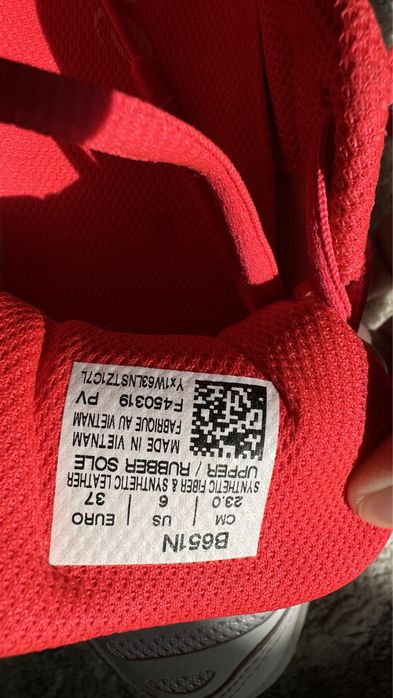 B651N
CM | US | EURO
23.0 | 6 | 37
SYNTHETIC FIBER & SYNTHETIC LEATHER
UPPER / RUBBER SOLE
MADE IN VIETNAM
FABRIQUE AU VIETNAM
F450319 PV
Yx1W63LNSTZ1C7L